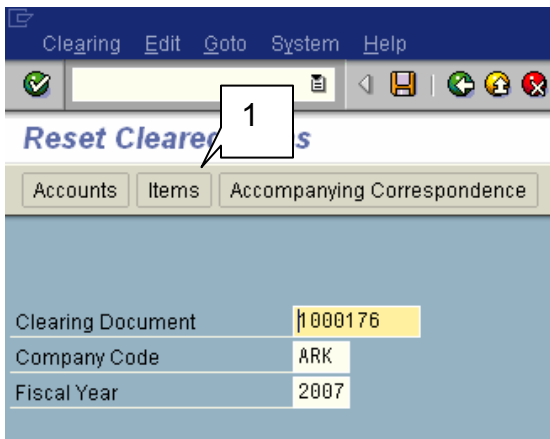 Clearing Edit Goto System Help
1
Reset Cleared s
Accounts Items Accompanying Correspondence
Clearing Document 1000176
Company Code ARK
Fiscal Year 2007